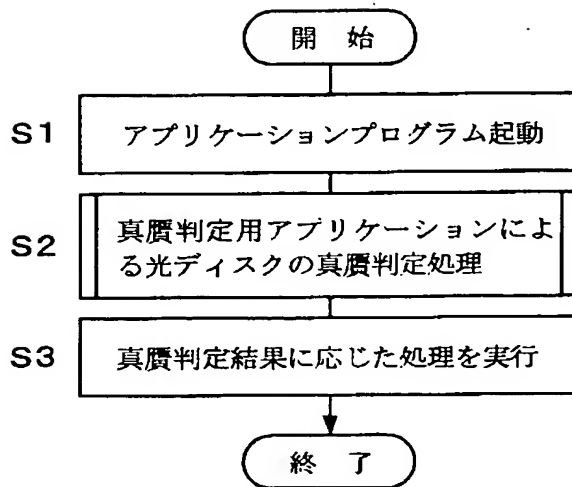 開 始
S1 アプリケーションプログラム起動
S2 真贋判定用アプリケーションによ
る光ディスクの真贋判定処理
S3 真贋判定結果に応じた処理を実行
終 了